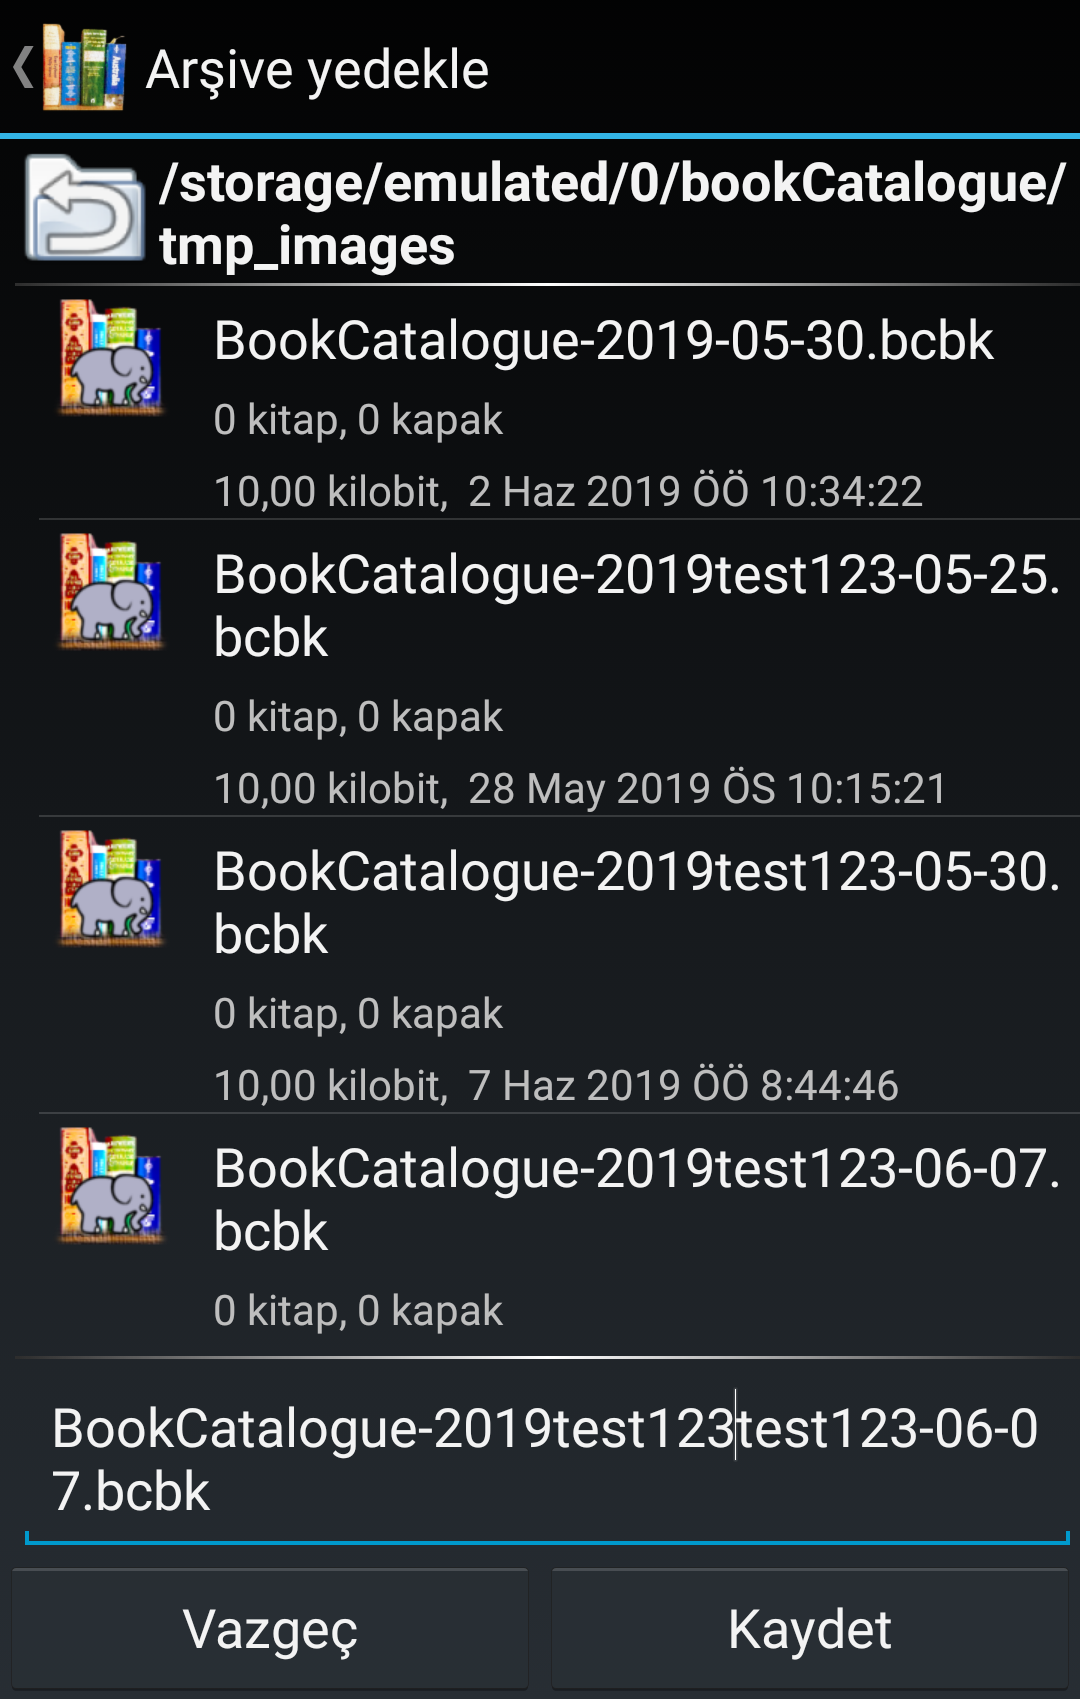 Arşive yedekle
/storage/emulated/0/bookCatalogue/
tmp_images
BookCatalogue-2019-05-30.bcbk
0 kitap, 0 kapak
10,00 kilobit, 2 Haz 2019 ÖÖ 10:34:22
BookCatalogue-2019test123-05-25.
bcbk
0 kitap, 0 kapak
10,00 kilobit, 28 May 2019 ÖS 10:15:21
BookCatalogue-2019test123-05-30.
bcbk
0 kitap, 0 kapak
10,00 kilobit, 7 Haz 2019 ÖÖ 8:44:46
BookCatalogue-2019test123-06-07.
bcbk
0 kitap, 0 kapak
BookCatalogue-2019test123test123-06-0
7.bcbk
Vazgeç
Kaydet